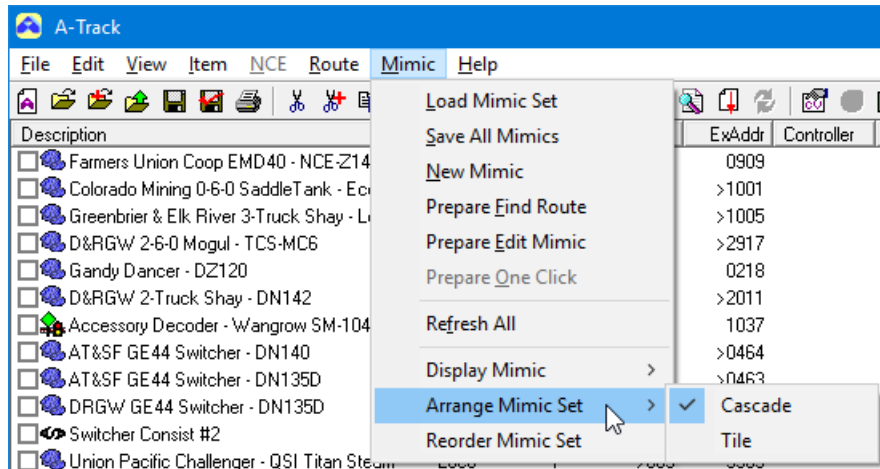 A-Track
File Edit View Item NCE Route Mimic Help
Description ExAddr Controller
Farmers Union Coop EMD40 - NCE-Z14 0909
Colorado Mining 0-6-0 SaddleTank - Eco >1001
Greenbrier & Elk River 3-Truck Shay - L >1005
D&RGW 2-6-0 Mogul - TCS-MC6 >2917
Gandy Dancer - DZ120 0218
D&RGW 2-Truck Shay - DN142 >2011
Accessory Decoder - Wangrow SM-104 1037
AT&SF GE44 Switcher - DN140 >0464
AT&SF GE44 Switcher - DN135D >0463
DRGW GE44 Switcher - DN135D
Switcher Consist #2
Union Pacific Challenger - QSI Titan Steam
Load Mimic Set
Save All Mimics
New Mimic
Prepare Find Route
Prepare Edit Mimic
Prepare One Click
Refresh All
Display Mimic
Arrange Mimic Set
Reorder Mimic Set
Cascade
Tile